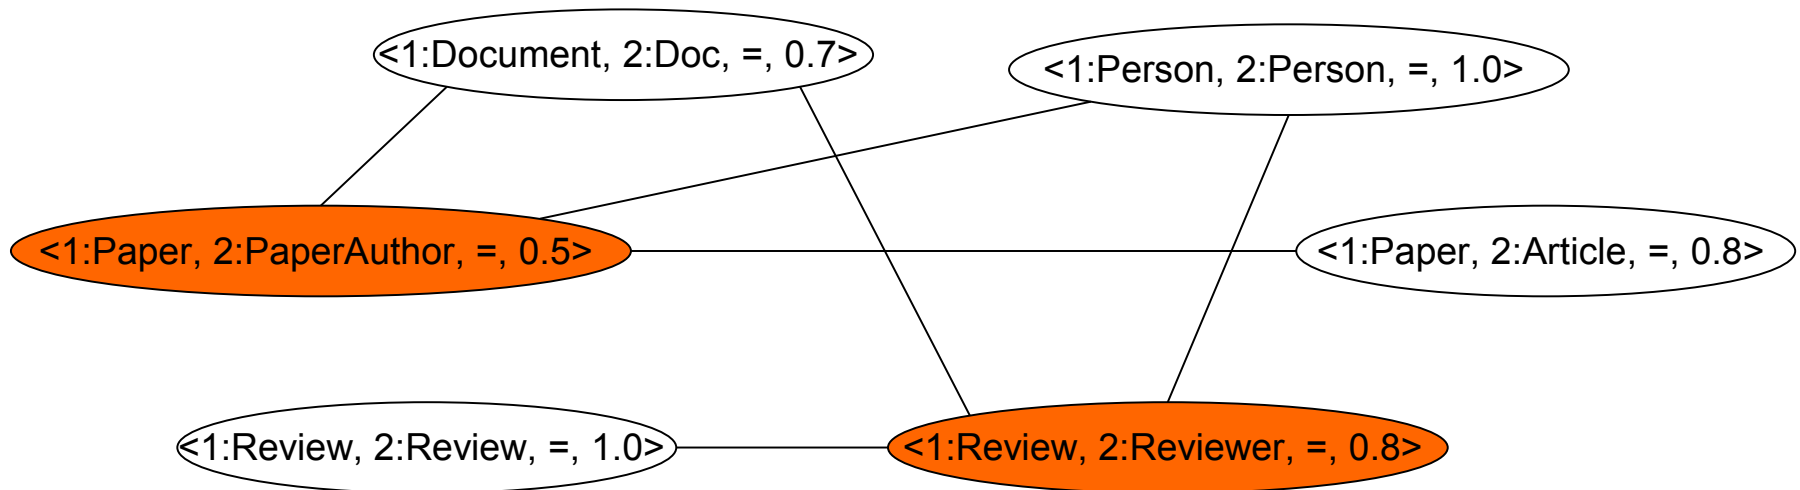 <1:Document, 2:Doc, =, 0.7>
<1:Person, 2:Person, =, 1.0>
<1:Paper, 2:PaperAuthor, =, 0.5>
<1:Paper, 2:Article, =, 0.8>
<1:Review, 2:Review, =, 1.0>
<1:Review, 2:Reviewer, =, 0.8>